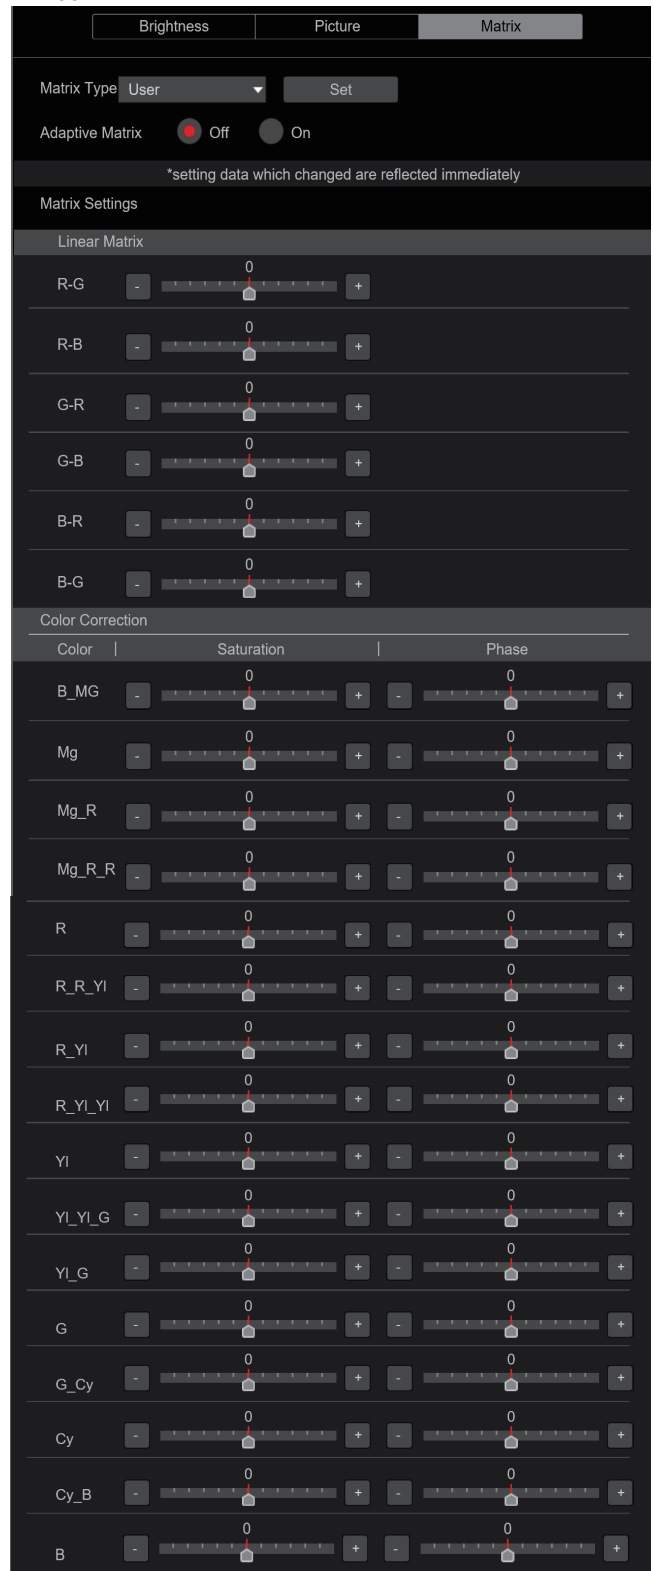 Brightness Picture Matrix
Matrix Type User Set
Adaptive Matrix Off On
*setting data which changed are reflected immediately
Matrix Settings
Linear Matrix
0
R-G - +
0
R-B - +
0
G-R - +
0
G-B - +
0
B-R - +
0
B-G - +
Color Correction
Color | Saturation | Phase
0 0
B_MG - + - +
0 0
Mg - + - +
0 0
Mg_R - + - +
0 0
Mg_R_R - + - +
0 0
R - + - +
0 0
R_R_Yl - + - +
0 0
R_Yl - + - +
0 0
R_Yl_Yl - + - +
0 0
Yl - + - +
0 0
Yl_Yl_G - + - +
0 0
Yl_G - + - +
0 0
G - + - +
0 0
G_Cy - + - +
0 0
Cy - + - +
0 0
Cy_B - + - +
0 0
B - + - +